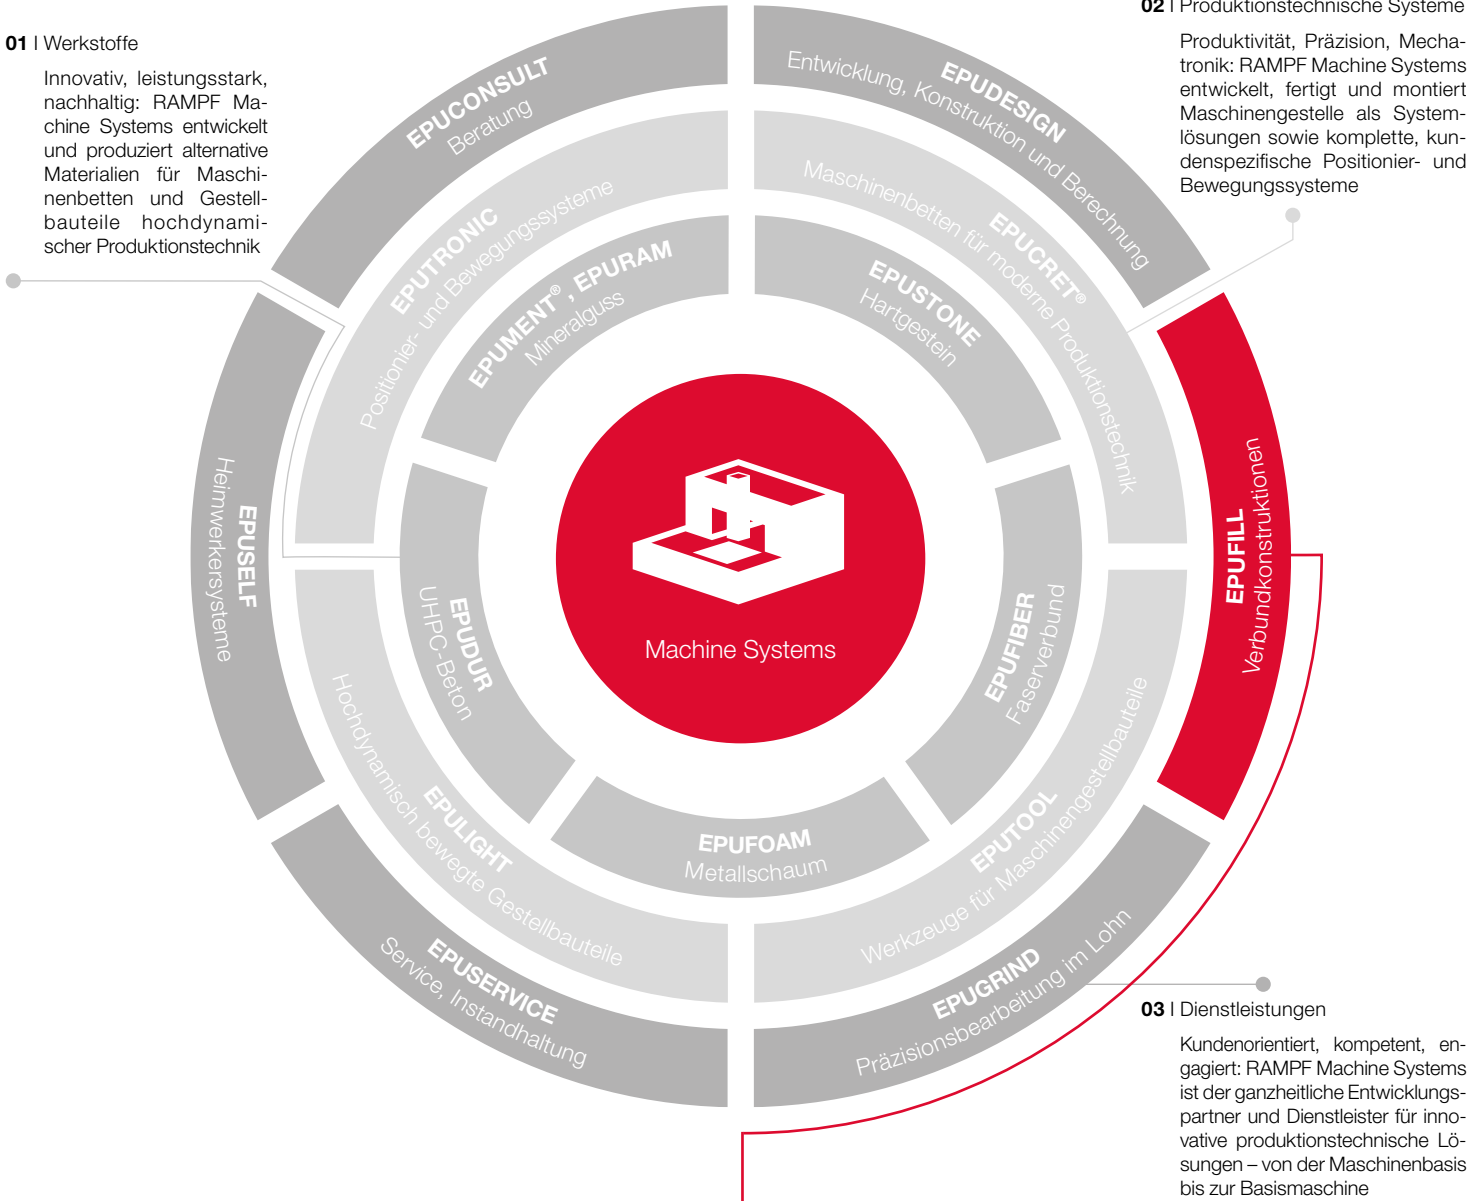 01 I Werkstoffe
Innovativ, leistungsstark,
nachhaltig: RAMPF Ma-
chine Systems entwickelt
und produziert alternative
Materialien für Maschi-
nenbetten und Gestell-
bauteile hochdynami-
scher Produktionstechnik
02 I Produktionstechnische Systeme
Produktivität, Präzision, Mecha-
tronik: RAMPF Machine Systems
entwickelt, fertigt und montiert
Maschinengestelle als System-
lösungen sowie komplette, kun-
denspezifische Positionier- und
Bewegungssysteme
EPUCONSULT
Beratung
EPUDESIGN
Entwicklung, Konstruktion und Berechnung
EPUTRONIC
Positionier- und Bewegungssysteme
EPUCRET®
Maschinenbetten für moderne Produktionstechnik
EPUMENT®, EPURAM
Mineralguss
EPUSTONE
Hartgestein
EPUSELF
Heimwerkersysteme
EPUFILL
Verbundkonstruktionen
EPUDUR
UHPC-Beton
Machine Systems
EPUFIBER
Faserverbund
EPUFOAM
Metallschaum
EPULIGHT
Hochdynamisch bewegte Gestellbauteile
EPUTOOL
Werkzeuge für Maschinengestellbauteile
EPUSERVICE
Service, Instandhaltung
EPUGRIND
Präzisionsbearbeitung im Lohn
03 I Dienstleistungen
Kundenorientiert, kompetent, en-
gagiert: RAMPF Machine Systems
ist der ganzheitliche Entwicklungs-
partner und Dienstleister für inno-
vative produktionstechnische Lö-
sungen – von der Maschinenbasis
bis zur Basismaschine